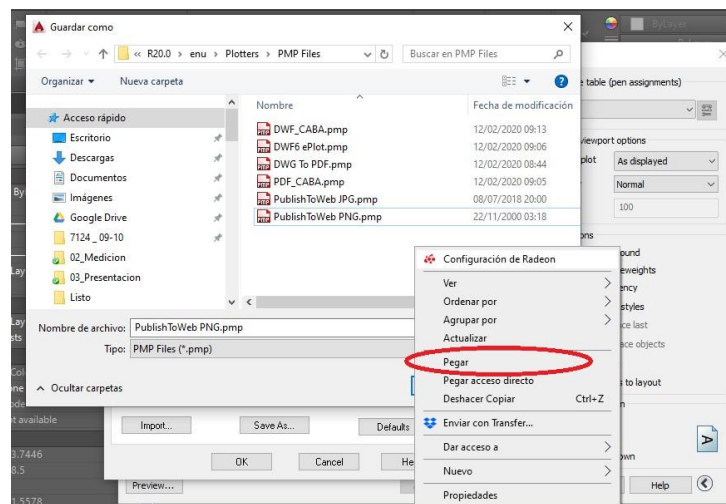 Guardar como
ByLayer
« R20.0 > enu > Plotters > PMP Files
Buscar en PMP Files
Organizar
Nueva carpeta
table (pen assignments)
Nombre
Fecha de modificación
Acceso rápido
Escritorio
DWF_CABA.pmp
12/02/2020 09:13
Descargas
DWF6 ePlot.pmp
12/02/2020 09:06
viewport options
Documentos
DWG To PDF.pmp
12/02/2020 08:44
plot
As displayed
Imágenes
PDF_CABA.pmp
12/02/2020 09:05
Normal
Google Drive
PublishToWeb JPG.pmp
08/07/2018 20:00
100
7124 _ 09-10
PublishToWeb PNG.pmp
22/11/2000 03:18
02_Medicion
Configuración de Radeon
03_Presentacion
Ver
Listo
Ordenar por
styles
Agrupar por
ce last
Nombre de archivo:
PublishToWeb PNG.pmp
Actualizar
ce objects
Tipo:
PMP Files (*.pmp)
Pegar
Pegar acceso directo
to layout
Ocultar carpetas
Deshacer Copiar
Ctrl+Z
Import...
Save As...
Defaults
Enviar con Transfer...
Dar acceso a
3.7446
OK
Cancel
He
8.5
Nuevo
Preview...
Help
Propiedades
1.5578